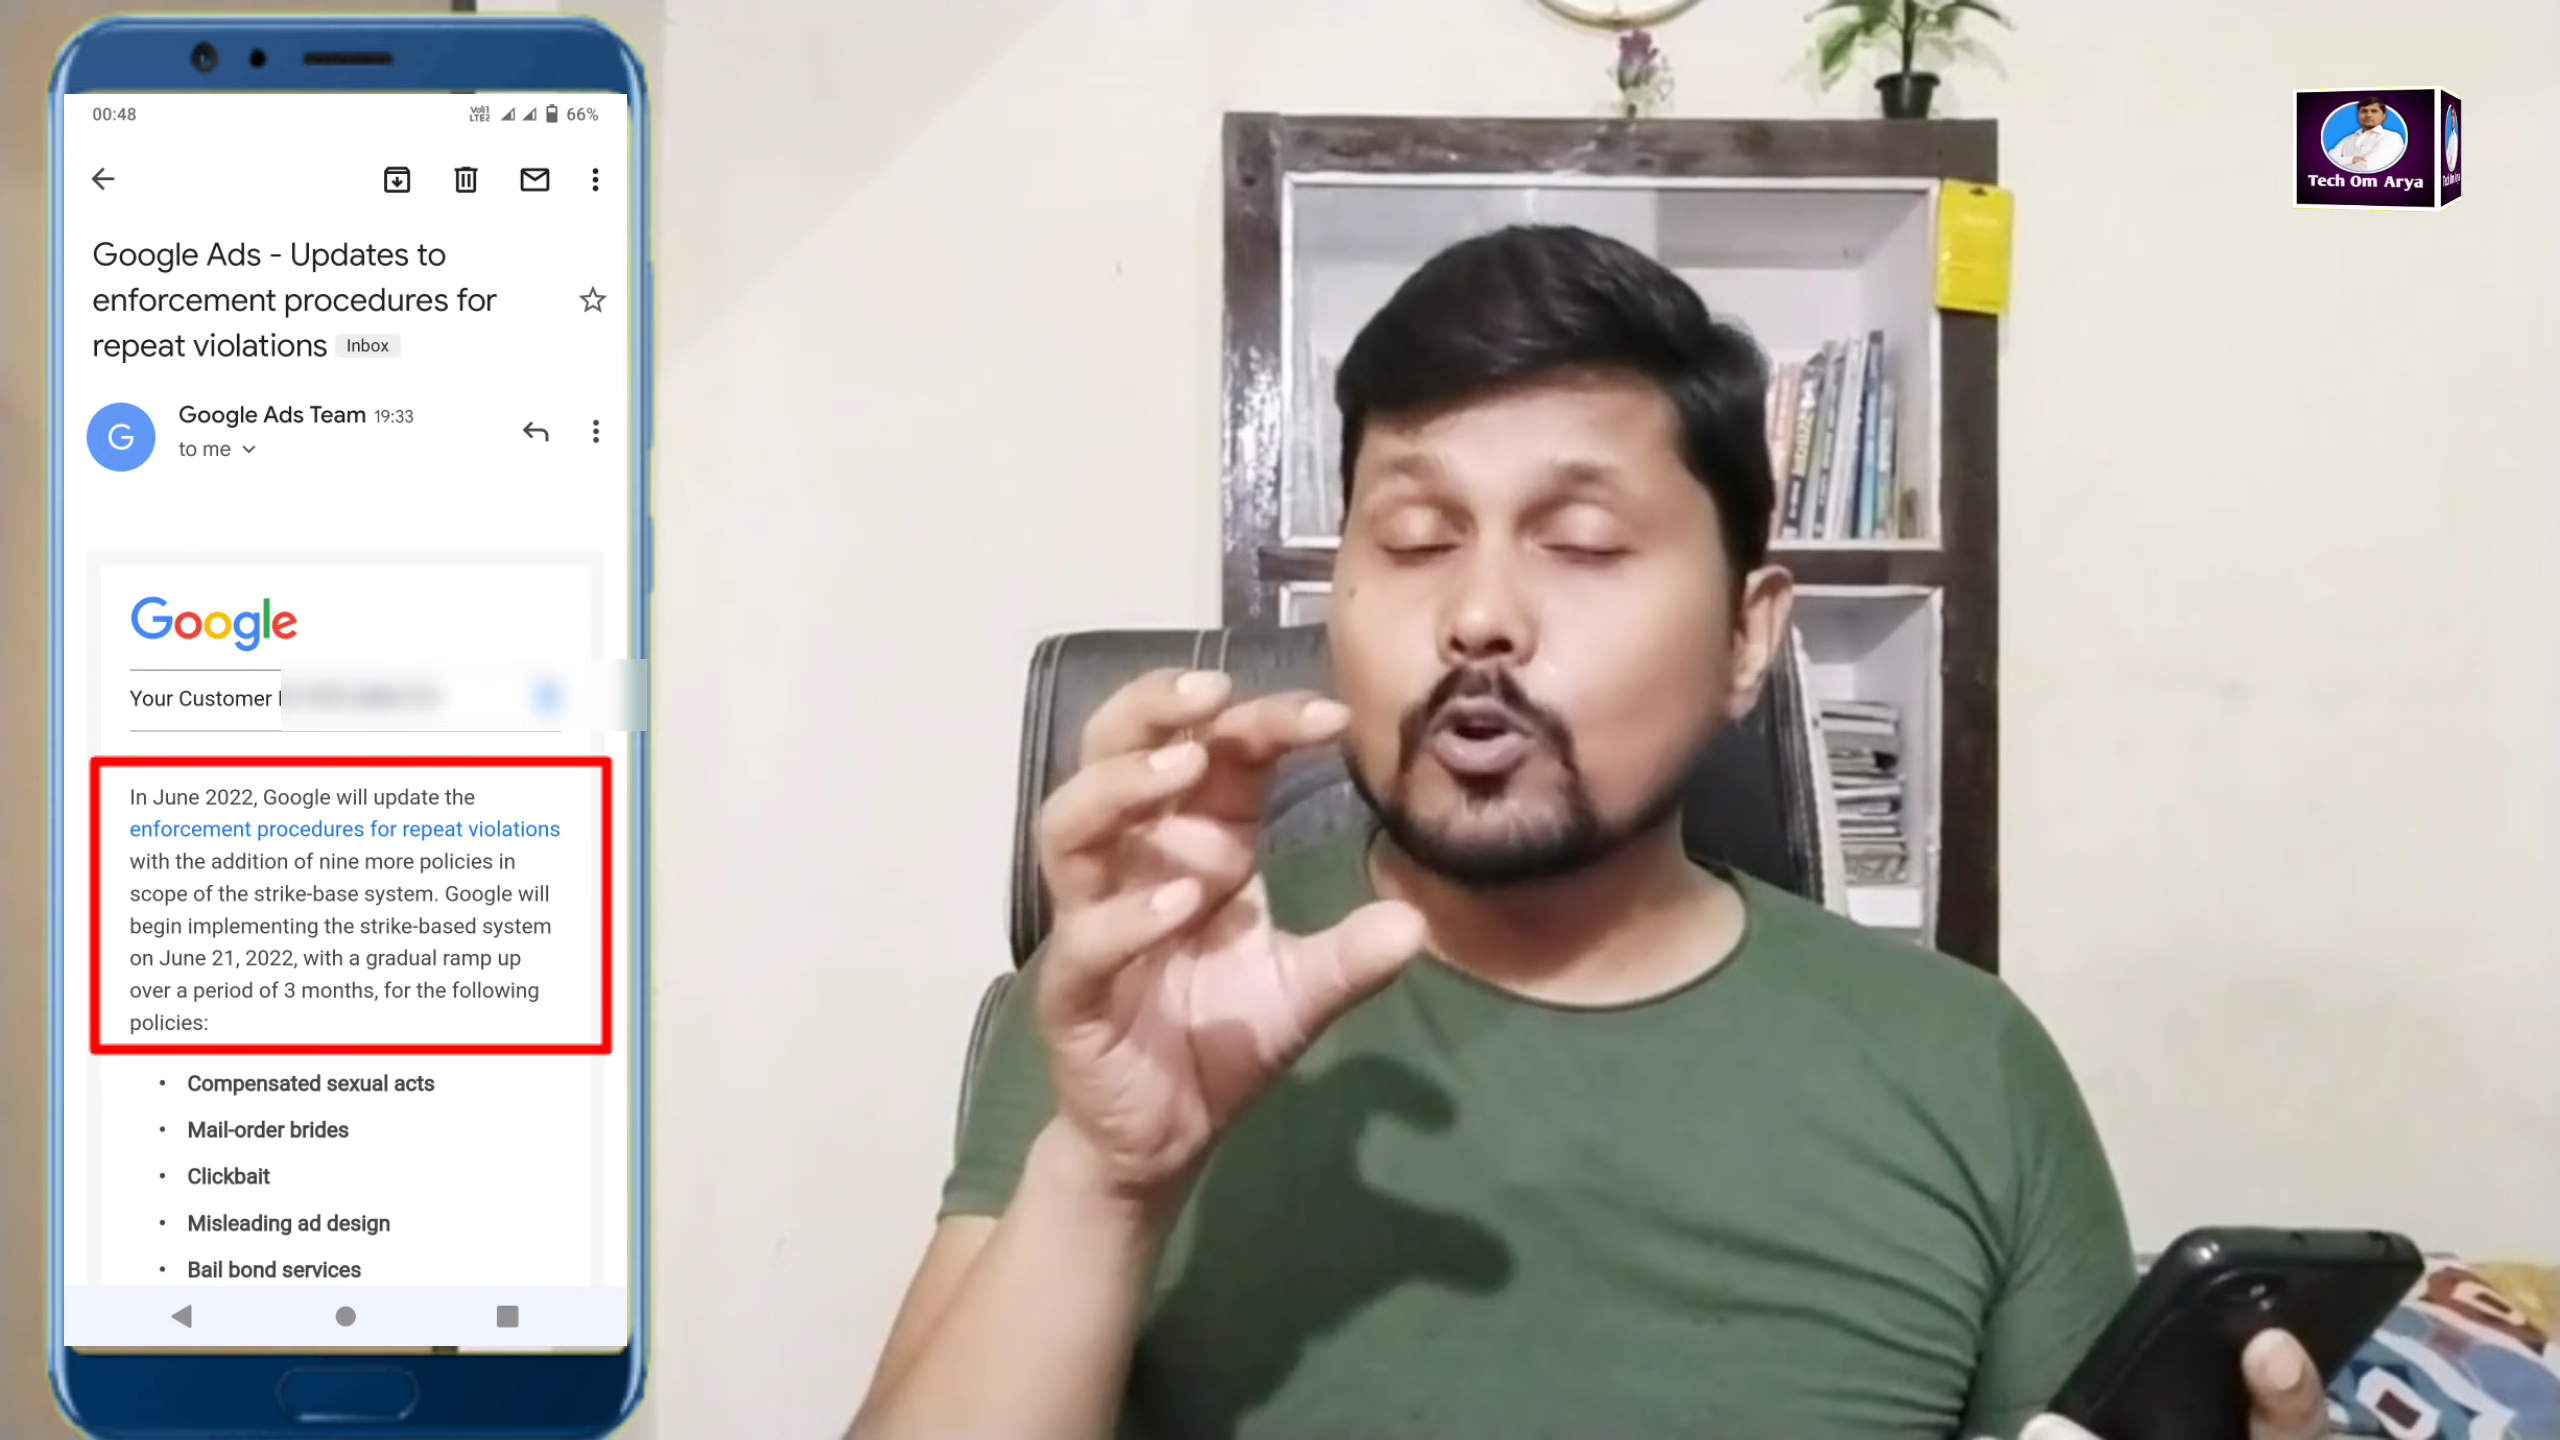 00:48
66%
Google Ads - Updates to
enforcement procedures for
repeat violations Inbox
G
Google Ads Team 19:33
to me
Google
Your Customer
In June 2022, Google will update the
enforcement procedures for repeat violations
with the addition of nine more policies in
scope of the strike-base system. Google will
begin implementing the strike-based system
on June 21, 2022, with a gradual ramp up
over a period of 3 months, for the following
policies:
• Compensated sexual acts
• Mail-order brides
• Clickbait
• Misleading ad design
• Bail bond services
Tech Om Arya